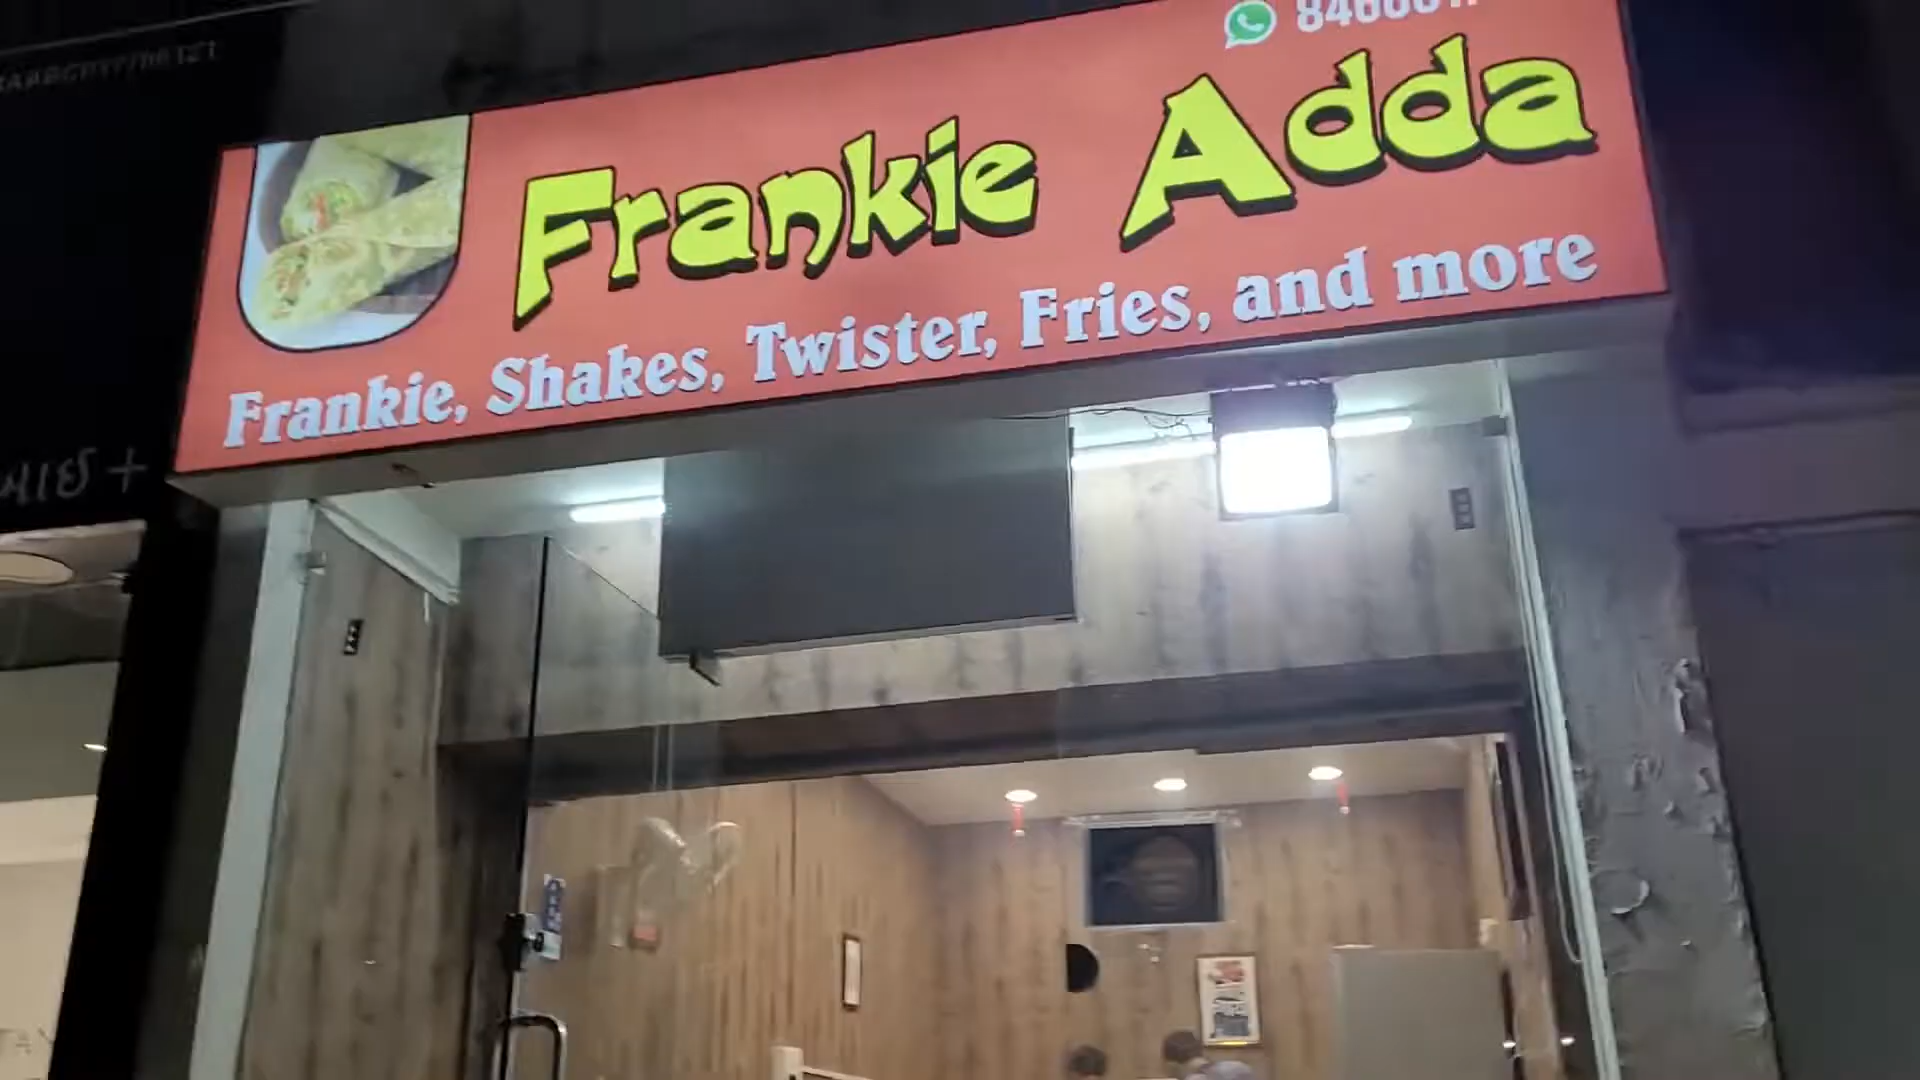 Frankie Adda
Frankie, Shakes, Twister, Fries, and more